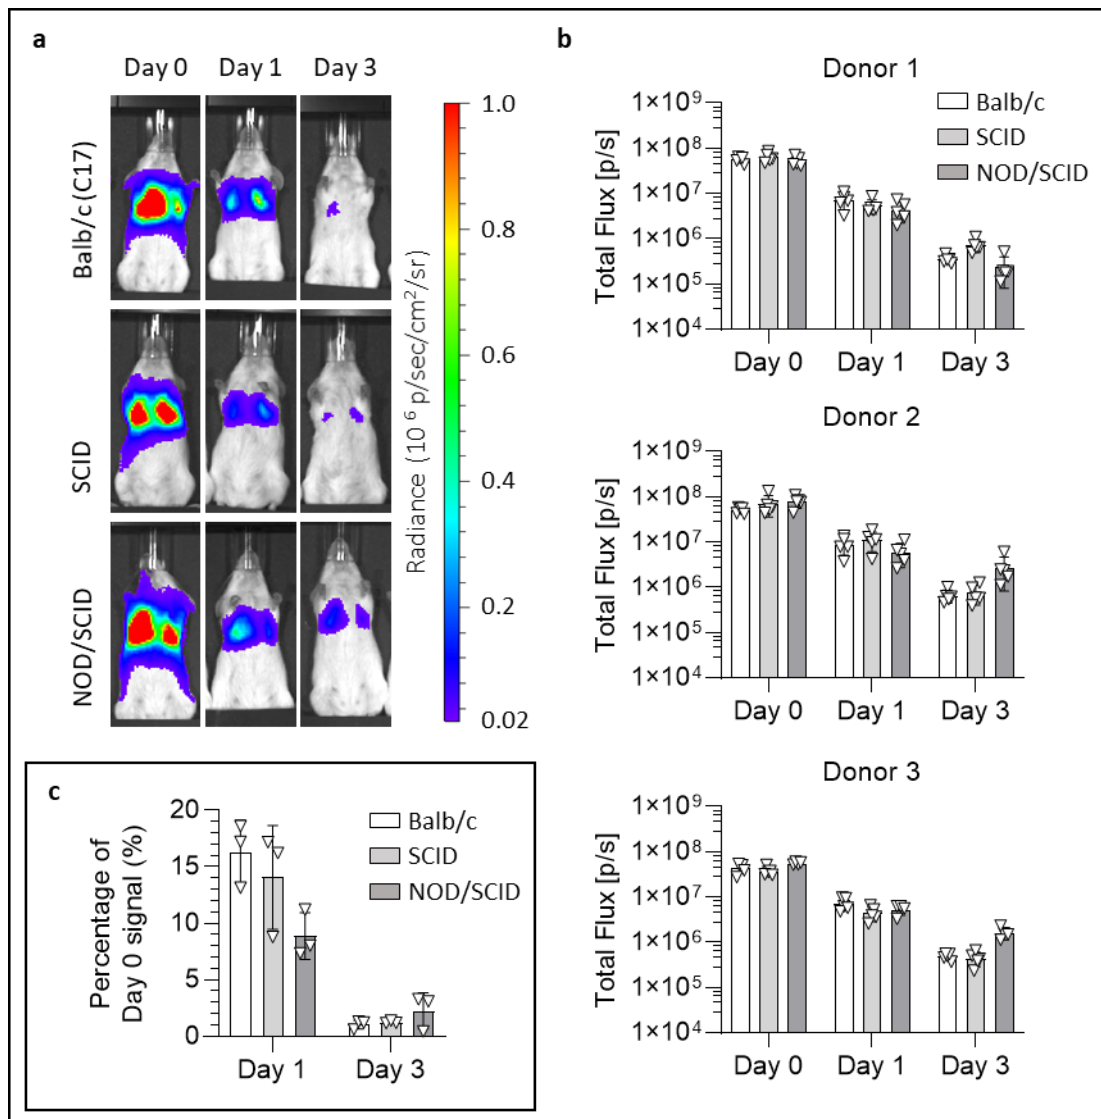 a
Day 0 Day 1 Day 3
Balb/c (C17)
SCID
NOD/SCID
1.0
0.8
0.6
0.4
0.2
0.02
Radiance (10 6 p/sec/cm2/sr)
b
Donor 1
Balb/c
SCID
NOD/SCID
Total Flux [p/s]
1×10⁹
1×10⁸
1×10⁷
1×10⁶
1×10⁵
1×10⁴
Day 0 Day 1 Day 3
Donor 2
Total Flux [p/s]
1×10⁹
1×10⁸
1×10⁷
1×10⁶
1×10⁵
1×10⁴
Day 0 Day 1 Day 3
Donor 3
Total Flux [p/s]
1×10⁹
1×10⁸
1×10⁷
1×10⁶
1×10⁵
1×10⁴
Day 0 Day 1 Day 3
c
Percentage of
Day 0 signal (%)
20
15
10
5
0
Balb/c
SCID
NOD/SCID
Day 1 Day 3